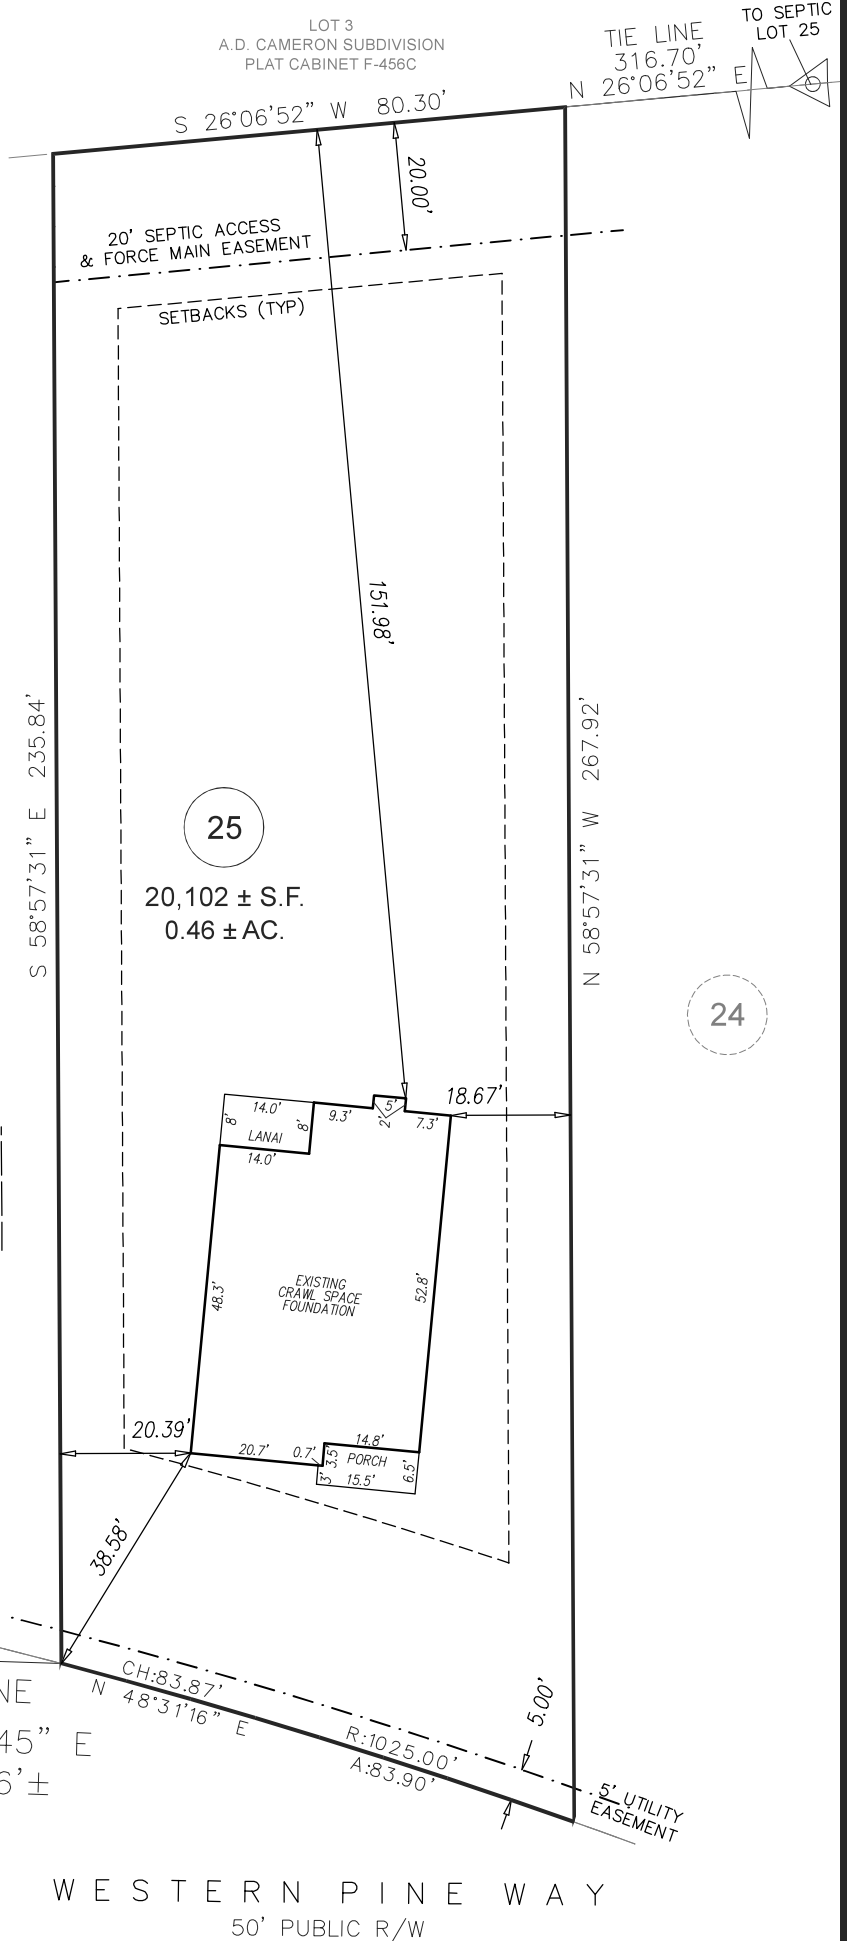 LOT 3
A.D. CAMERON SUBDIVISION
PLAT CABINET F-456C
TO SEPTIC
LOT 25
TIE LINE
316.70'
N 26°06'52" E
S 26°06'52" W 80.30'
20.00'
20' SEPTIC ACCESS
& FORCE MAIN EASEMENT
SETBACKS (TYP)
151.98'
S 58°57'31" E 235.84'
N 58°57'31" W 267.92'
25
20,102 ± S.F.
0.46 ± AC.
24
18.67'
14.0'
8'
8'
LANAI
14.0'
9.3'
5'
2'
7.3'
48.3'
52.8'
EXISTING
CRAWL SPACE
FOUNDATION
20.39'
20.7'
0.7'
3.5'
3'
14.8'
PORCH
15.5'
6.5'
38.58'
CH:83.87'
N 48°31'16" E
R:1025.00'
A:83.90'
5.00'
5' UTILITY
EASEMENT
NE
45" E
6'±
WESTERN PINE WAY
50' PUBLIC R/W